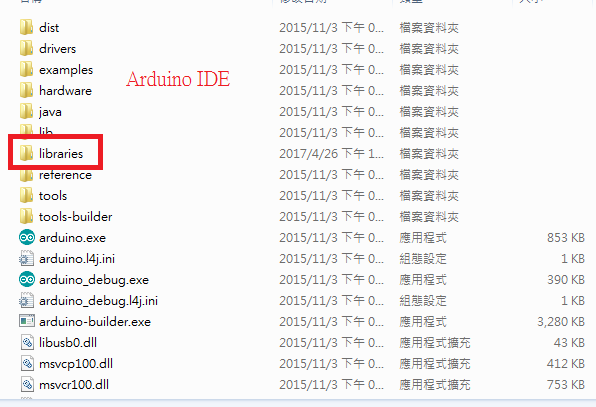 dist 2015/11/3 下午 0... 檔案資料夾
drivers 2015/11/3 下午 0... 檔案資料夾
examples 2015/11/3 下午 0... 檔案資料夾
Arduino IDE
hardware 2015/11/3 下午 0... 檔案資料夾
java 2015/11/3 下午 0... 檔案資料夾
lib 2015/11/3 下午 0... 檔案資料夾
libraries 2017/4/26 下午 1... 檔案資料夾
reference 2015/11/3 下午 0... 檔案資料夾
tools 2015/11/3 下午 0... 檔案資料夾
tools-builder 2015/11/3 下午 0... 檔案資料夾
arduino.exe 2015/11/3 下午 0... 應用程式 853 KB
arduino.l4j.ini 2015/11/3 下午 0... 組態設定 1 KB
arduino_debug.exe 2015/11/3 下午 0... 應用程式 390 KB
arduino_debug.l4j.ini 2015/11/3 下午 0... 組態設定 1 KB
arduino-builder.exe 2015/11/3 下午 0... 應用程式 3,280 KB
libusb0.dll 2015/11/3 下午 0... 應用程式擴充 43 KB
msvcp100.dll 2015/11/3 下午 0... 應用程式擴充 412 KB
msvcr100.dll 2015/11/3 下午 0... 應用程式擴充 753 KB